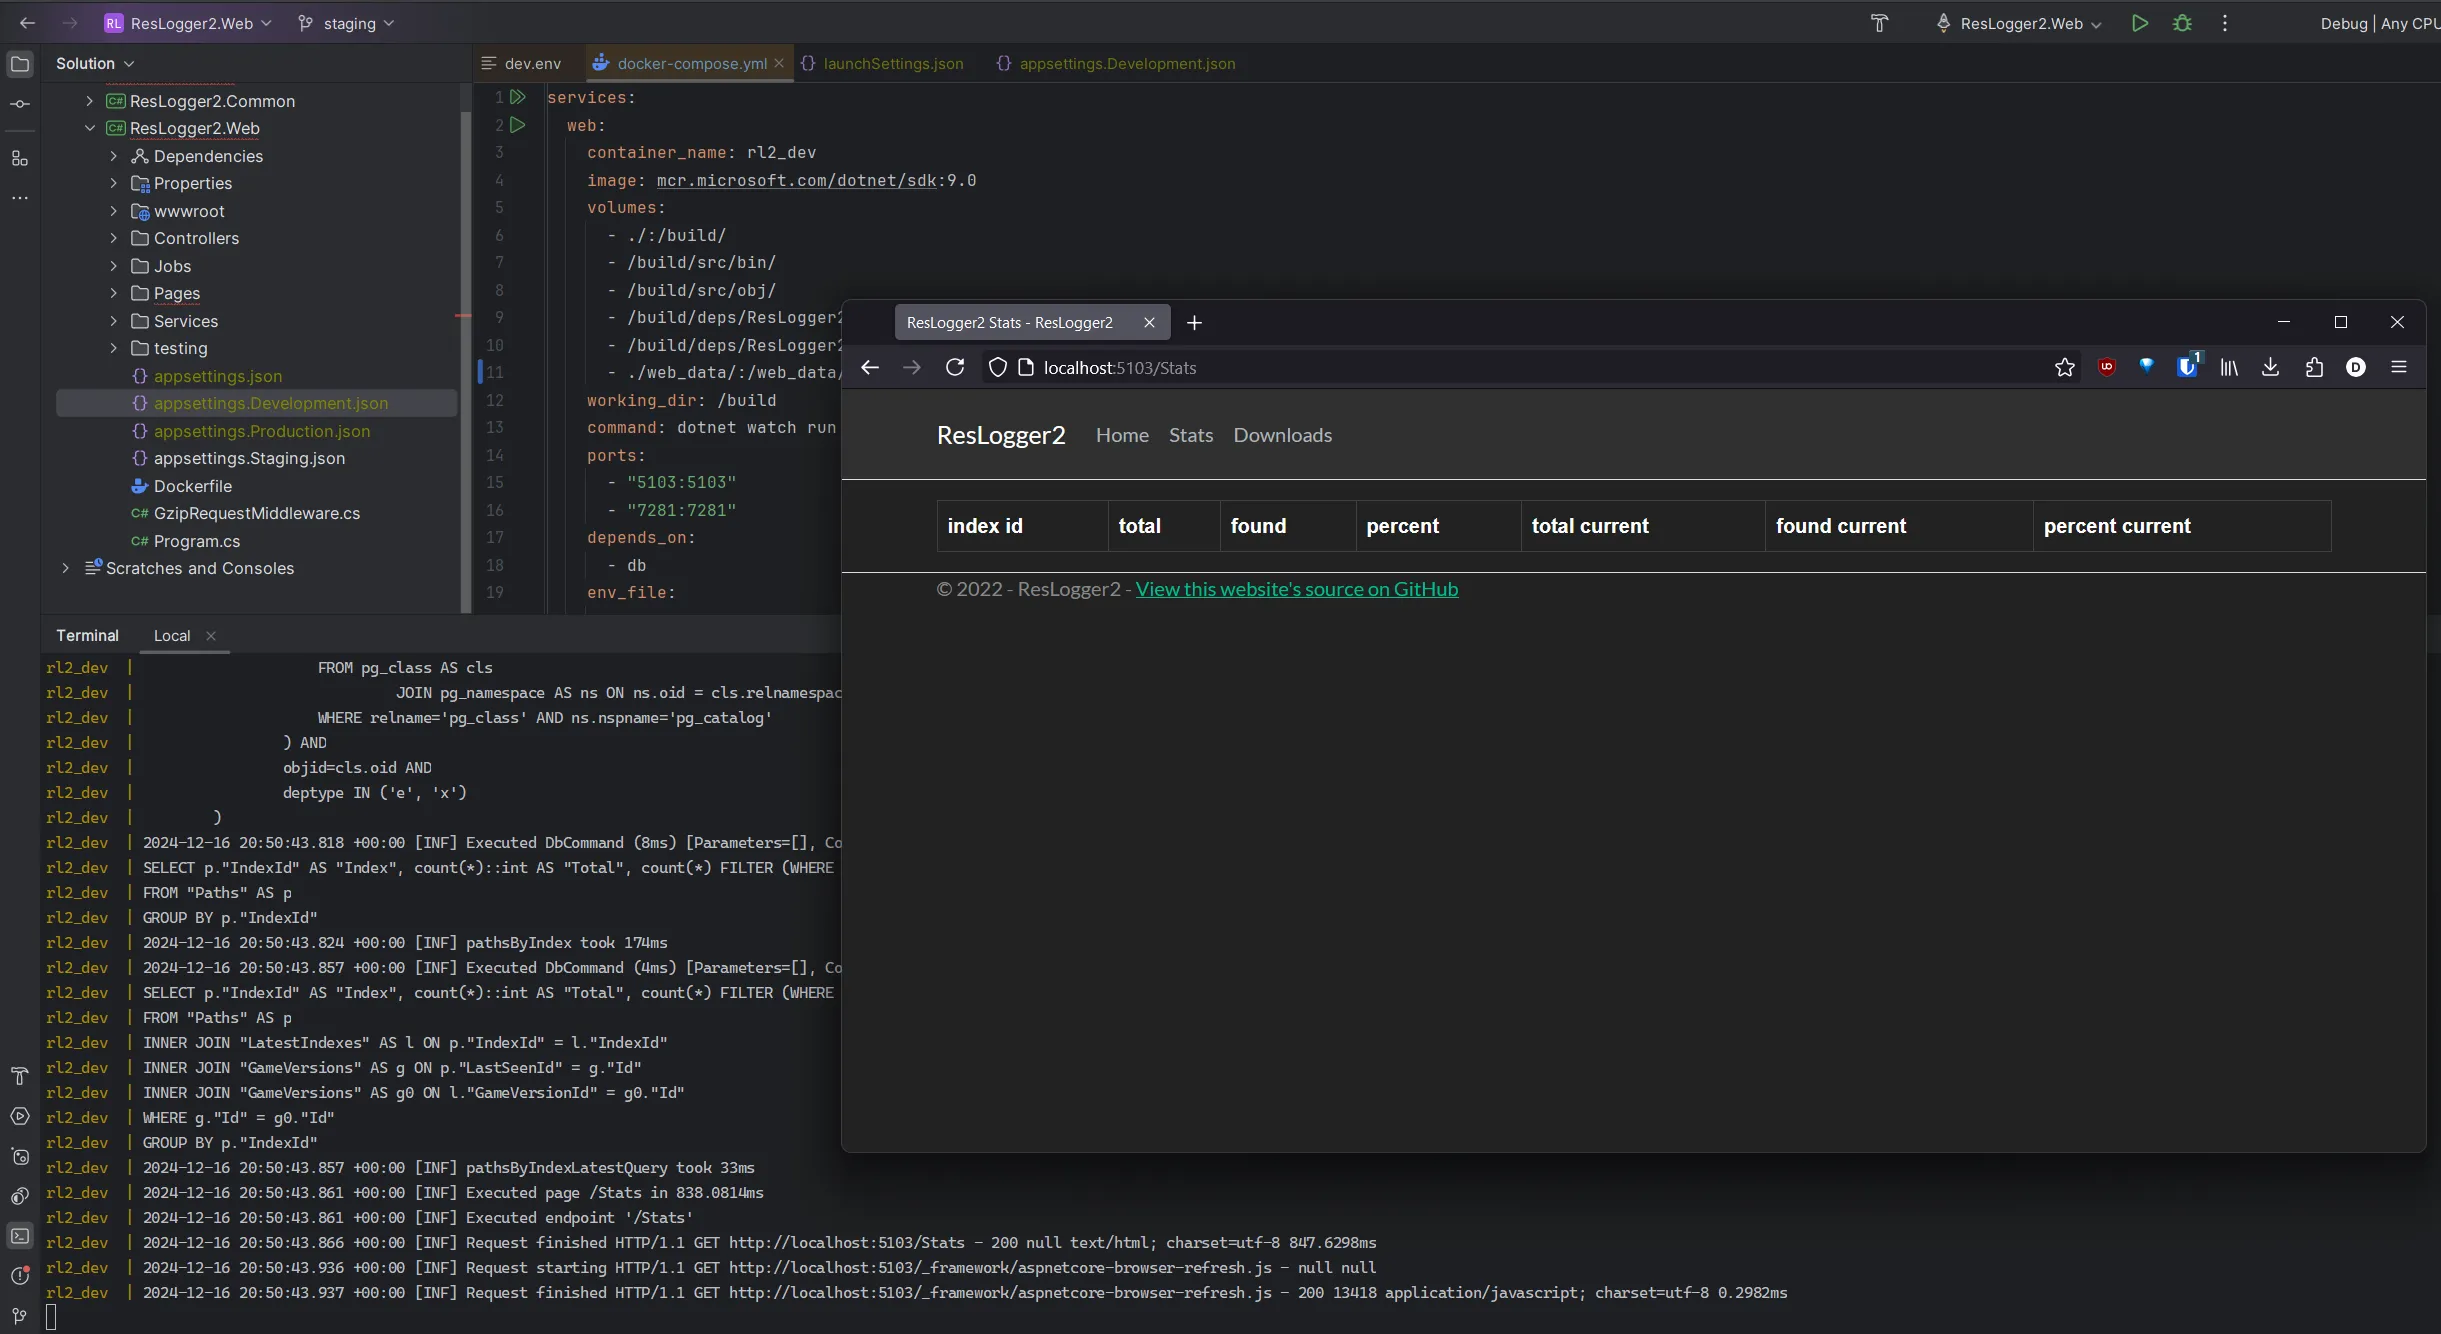 RL ResLogger2.Web staging ResLogger2.Web Debug | Any CPU
Solution
ResLogger2.Common
C# ResLogger2.Web
Dependencies
Properties
wwwroot
Controllers
Jobs
Pages
Services
testing
{} appsettings.json
{} appsettings.Development.json
{} appsettings.Production.json
{} appsettings.Staging.json
Dockerfile
C# GzipRequestMiddleware.cs
C# Program.cs
Scratches and Consoles
dev.env docker-compose.yml {} launchSettings.json {} appsettings.Development.json
1 services:
2 web:
3 container_name: rl2_dev
4 image: mcr.microsoft.com/dotnet/sdk:9.0
5 volumes:
6 - ./:/build/
7 - /build/src/bin/
8 - /build/src/obj/
9 - /build/deps/ResLogger2
10 - /build/deps/ResLogger2
11 - ./web_data/:/web_data/
12 working_dir: /build
13 command: dotnet watch run
14 ports:
15 - "5103:5103"
16 - "7281:7281"
17 depends_on:
18 - db
19 env_file:
ResLogger2 Stats - ResLogger2
localhost:5103/Stats
1
D
ResLogger2 Home Stats Downloads
index id total found percent total current found current percent current
© 2022 - ResLogger2 - View this website's source on GitHub
Terminal Local
rl2_dev | FROM pg_class AS cls
rl2_dev | JOIN pg_namespace AS ns ON ns.oid = cls.relnamespac
rl2_dev | WHERE relname='pg_class' AND ns.nspname='pg_catalog'
rl2_dev | ) AND
rl2_dev | objid=cls.oid AND
rl2_dev | deptype IN ('e', 'x')
rl2_dev | )
rl2_dev | 2024-12-16 20:50:43.818 +00:00 [INF] Executed DbCommand (8ms) [Parameters=[], Co
rl2_dev | SELECT p."IndexId" AS "Index", count(*)::int AS "Total", count(*) FILTER (WHERE
rl2_dev | FROM "Paths" AS p
rl2_dev | GROUP BY p."IndexId"
rl2_dev | 2024-12-16 20:50:43.824 +00:00 [INF] pathsByIndex took 174ms
rl2_dev | 2024-12-16 20:50:43.857 +00:00 [INF] Executed DbCommand (4ms) [Parameters=[], Co
rl2_dev | SELECT p."IndexId" AS "Index", count(*)::int AS "Total", count(*) FILTER (WHERE
rl2_dev | FROM "Paths" AS p
rl2_dev | INNER JOIN "LatestIndexes" AS l ON p."IndexId" = l."IndexId"
rl2_dev | INNER JOIN "GameVersions" AS g ON p."LastSeenId" = g."Id"
rl2_dev | INNER JOIN "GameVersions" AS g0 ON l."GameVersionId" = g0."Id"
rl2_dev | WHERE g."Id" = g0."Id"
rl2_dev | GROUP BY p."IndexId"
rl2_dev | 2024-12-16 20:50:43.857 +00:00 [INF] pathsByIndexLatestQuery took 33ms
rl2_dev | 2024-12-16 20:50:43.861 +00:00 [INF] Executed page /Stats in 838.0814ms
rl2_dev | 2024-12-16 20:50:43.861 +00:00 [INF] Executed endpoint '/Stats'
rl2_dev | 2024-12-16 20:50:43.866 +00:00 [INF] Request finished HTTP/1.1 GET http://localhost:5103/Stats - 200 null text/html; charset=utf-8 847.6298ms
rl2_dev | 2024-12-16 20:50:43.936 +00:00 [INF] Request starting HTTP/1.1 GET http://localhost:5103/_framework/aspnetcore-browser-refresh.js - null null
rl2_dev | 2024-12-16 20:50:43.937 +00:00 [INF] Request finished HTTP/1.1 GET http://localhost:5103/_framework/aspnetcore-browser-refresh.js - 200 13418 application/javascript; charset=utf-8 0.2982ms